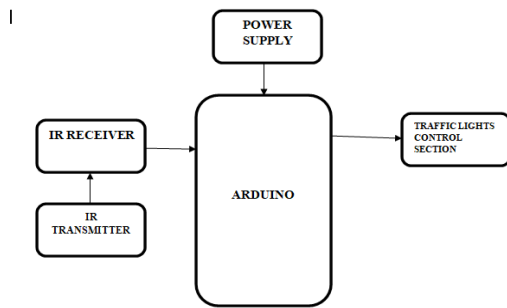 POWER
SUPPLY
IR RECEIVER
TRAFFIC LIGHTS
CONTROL
SECTION
ARDUINO
IR
TRANSMITTER